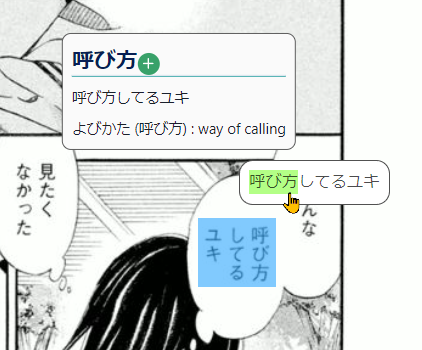 呼び方+
呼び方してるユキ
よびかた (呼び方) : way of calling
呼び方してるユキ
んな
呼び方
してる
ユキ
見たく
なかった